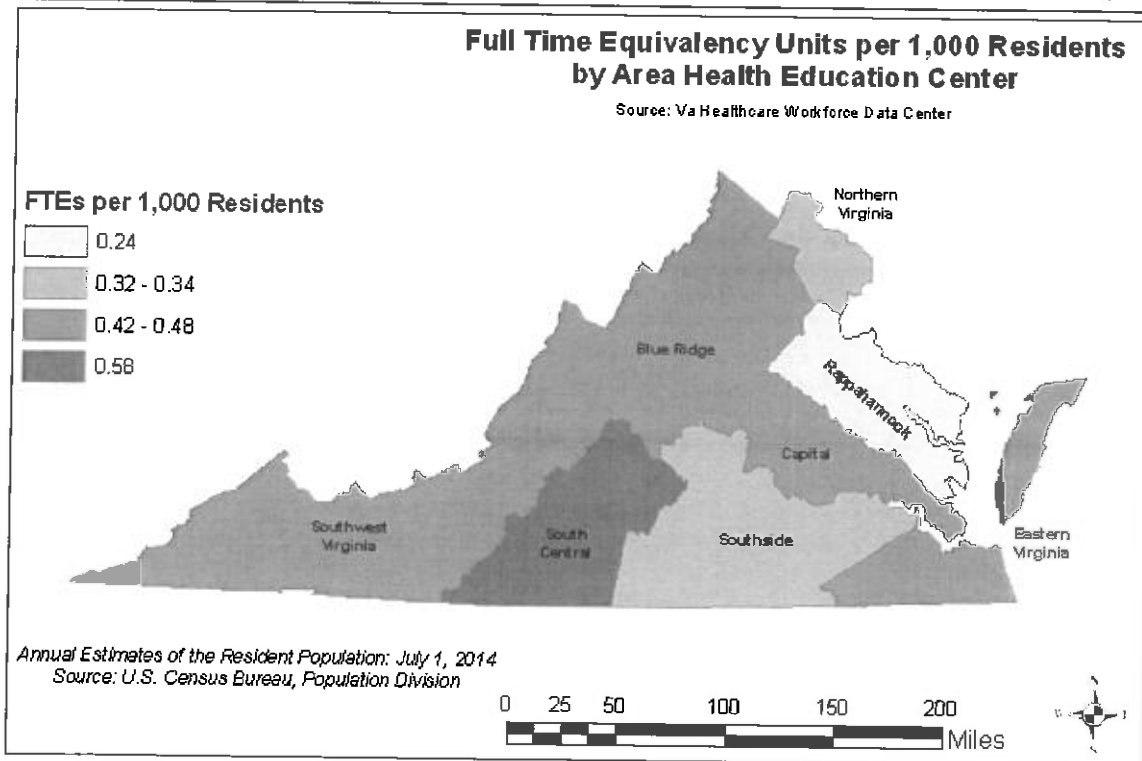 Full Time Equivalency Units per 1,000 Residents
by Area Health Education Center
Source: Va Healthcare Workforce Data Center
FTEs per 1,000 Residents
0.24
0.32 - 0.34
0.42 - 0.48
0.58
Northern
Virginia
Blue Ridge
Rappahannock
Capital
Southwest
Virginia
South
Central
Southside
Eastern
Virginia
Annual Estimates of the Resident Population: July 1, 2014
Source: U.S. Census Bureau, Population Division
0 25 50 100 150 200
Miles